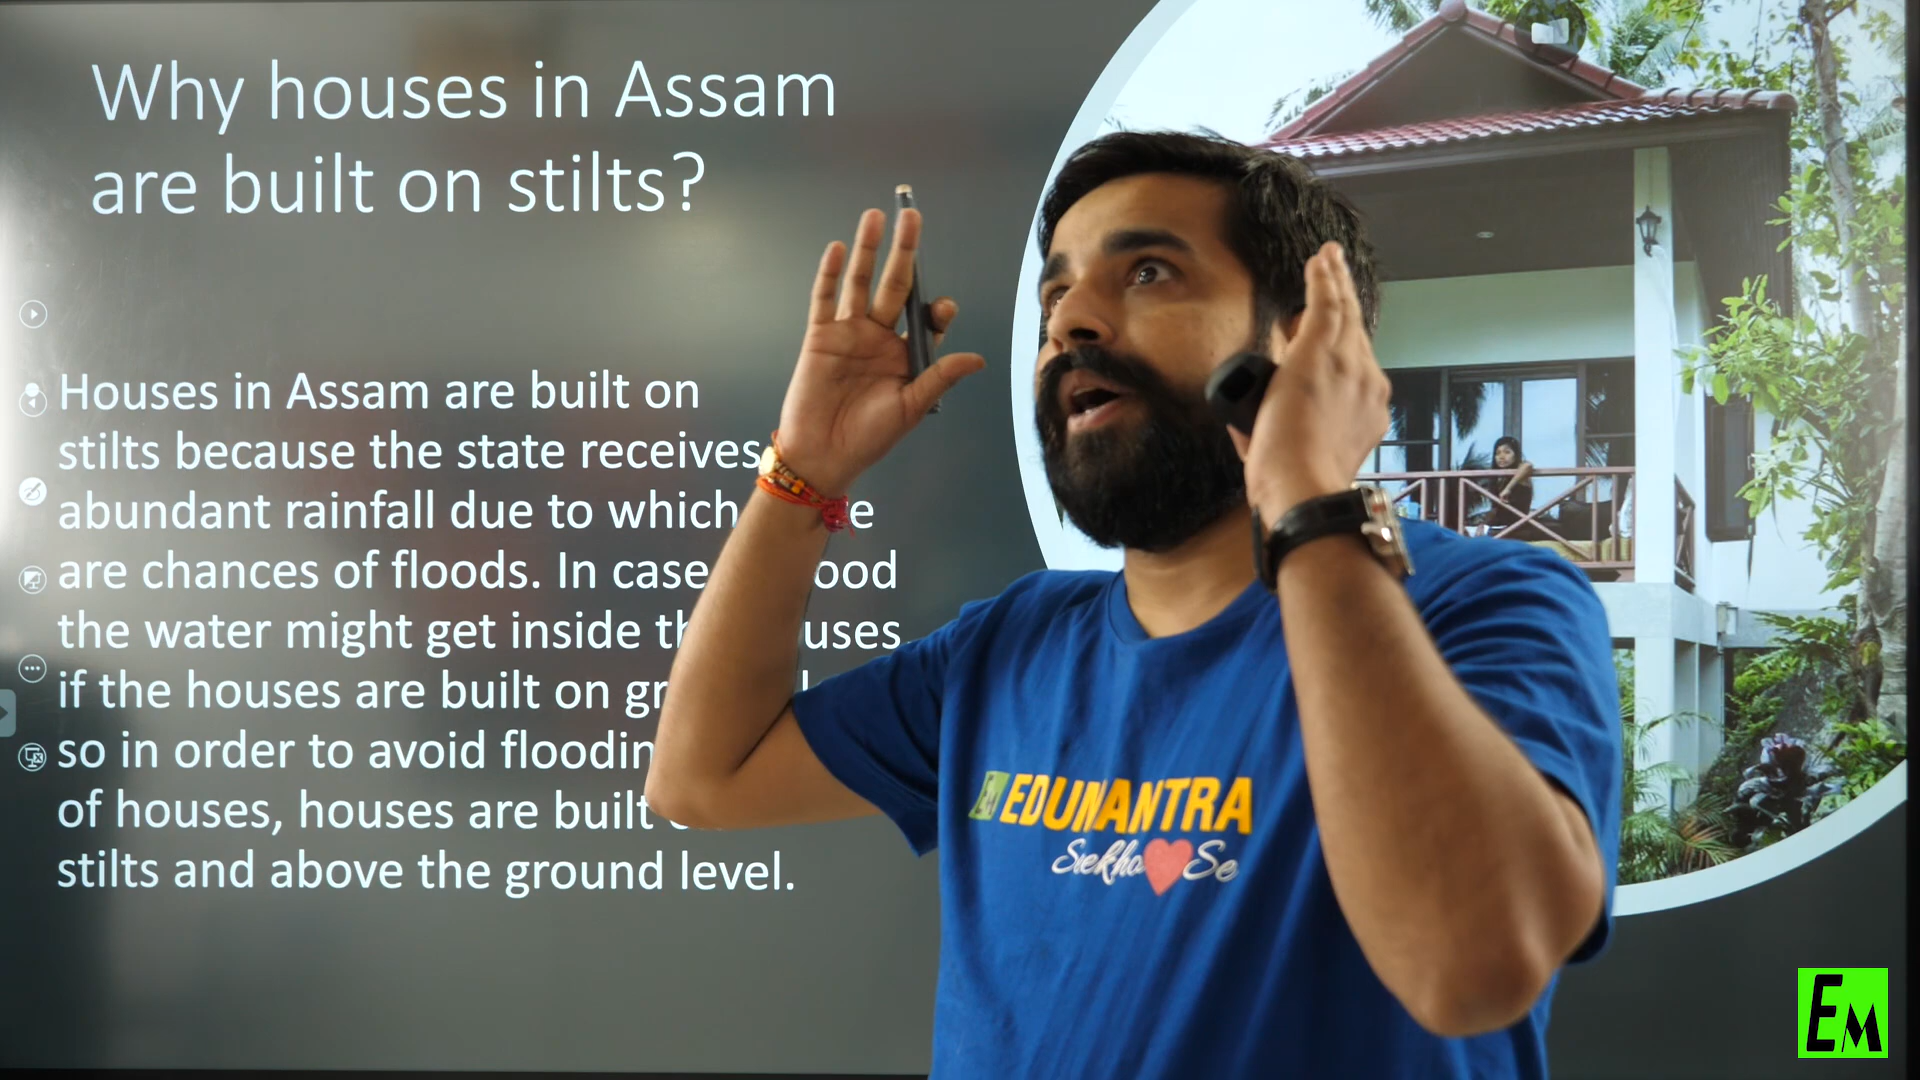 Why houses in Assam
are built on stilts?
Houses in Assam are built on
stilts because the state receives
abundant rainfall due to which
are chances of floods. In case
the water might get inside
if the houses are built on
so in order to avoid
of houses, houses are built
stilts and above the ground level.
EDUMANTRA
Seekho Se
EM